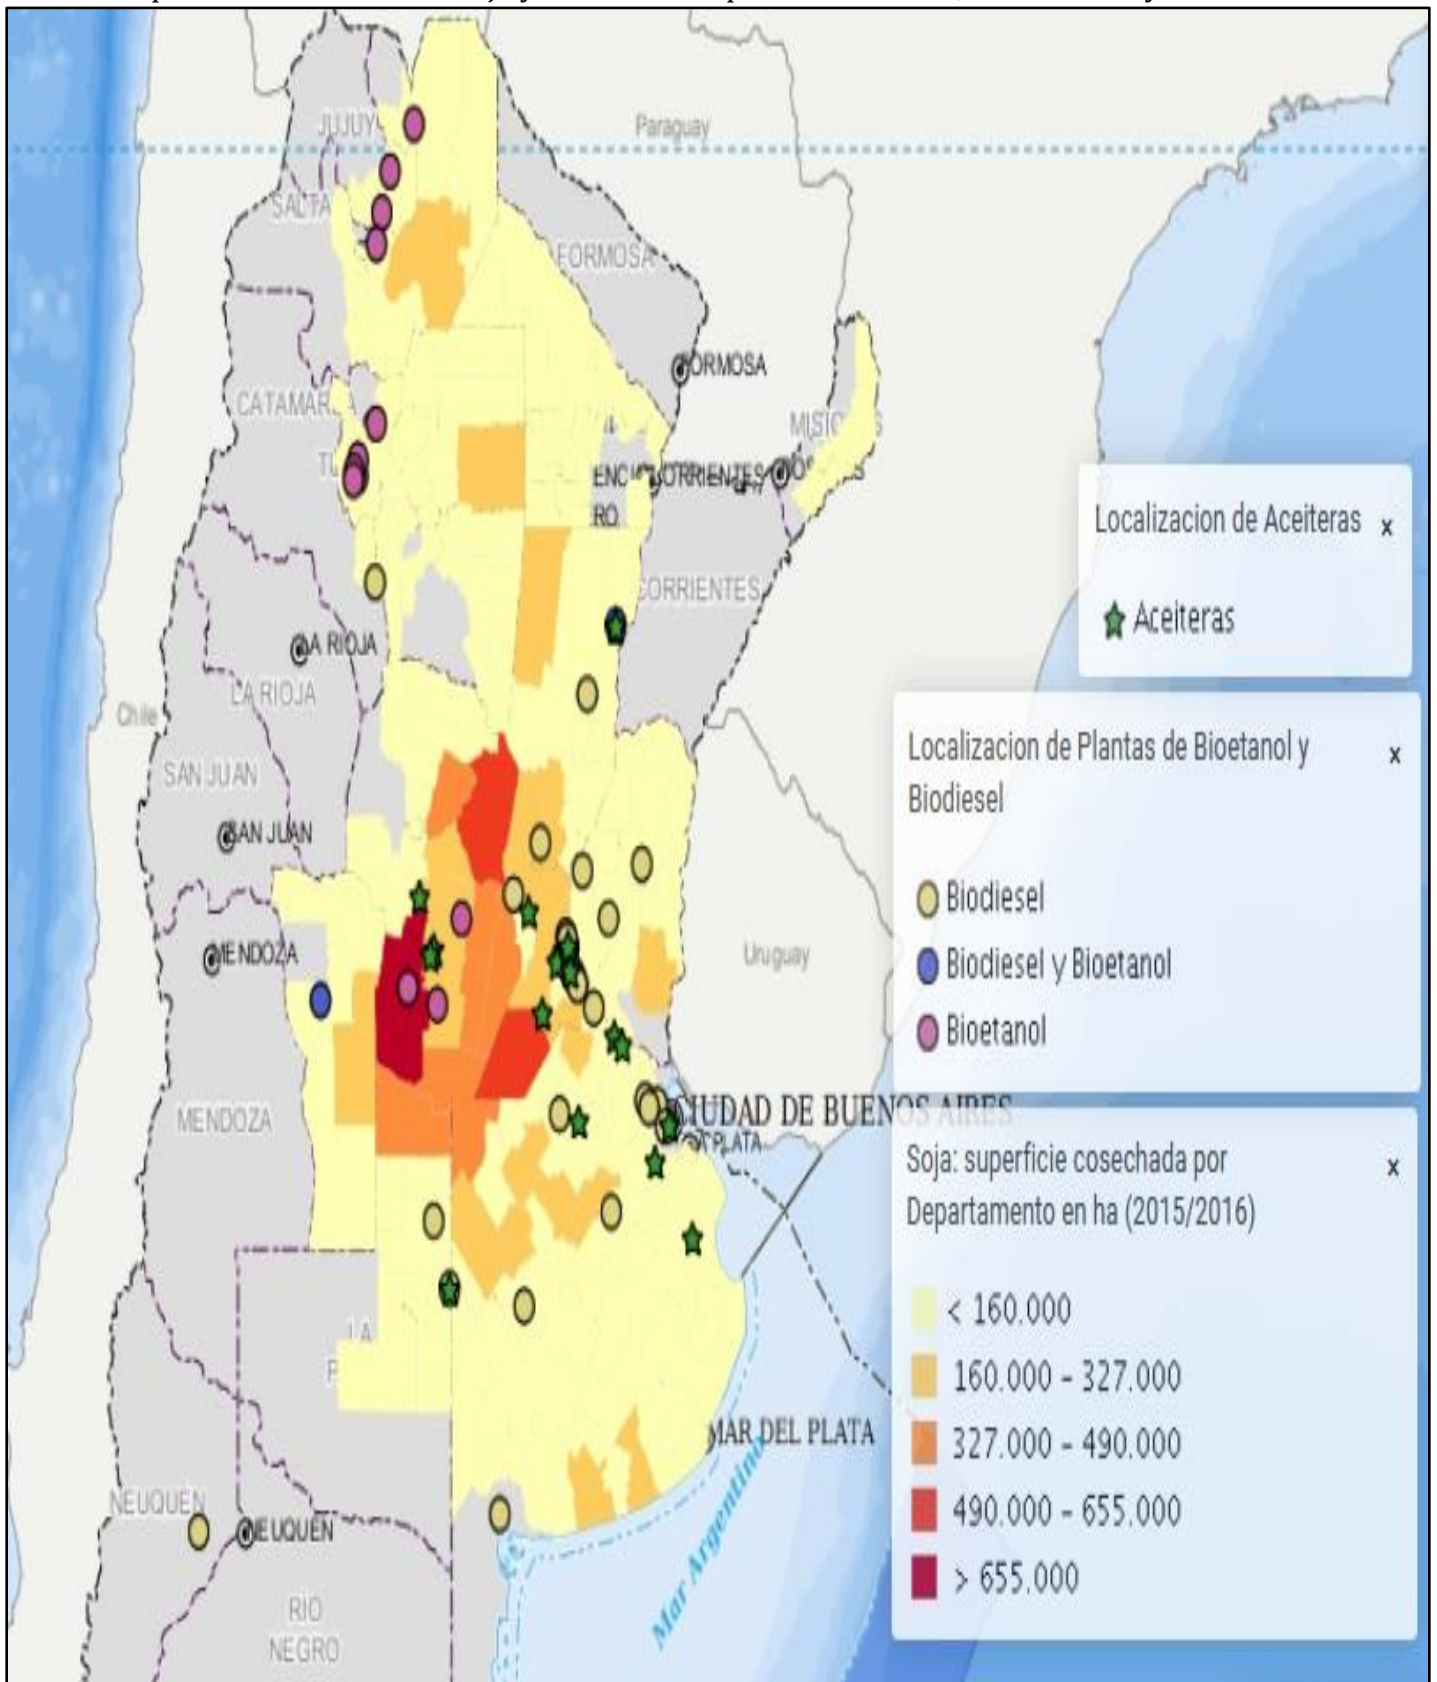 JUJUY
Paraguay
SALTA
FORMOSA
FORMOSA
CATAMARCA
MISIONES
CORRIENTES
CORRIENTES
LA RIOJA
LA RIOJA
Chile
SAN JUAN
SAN JUAN
MENDOZA
Uruguay
MENDOZA
CIUDAD DE BUENOS AIRES
LA PLATA
LA
P
MAR DEL PLATA
Mar Argentino
NEUQUEN
NEUQUEN
RÍO
NEGRO
Localizacion de Aceiteras x
Aceiteras
Localizacion de Plantas de Bioetanol y x
Biodiesel
Biodiesel
Biodiesel y Bioetanol
Bioetanol
Soja: superficie cosechada por x
Departamento en ha (2015/2016)
< 160.000
160.000 - 327.000
327.000 - 490.000
490.000 - 655.000
> 655.000